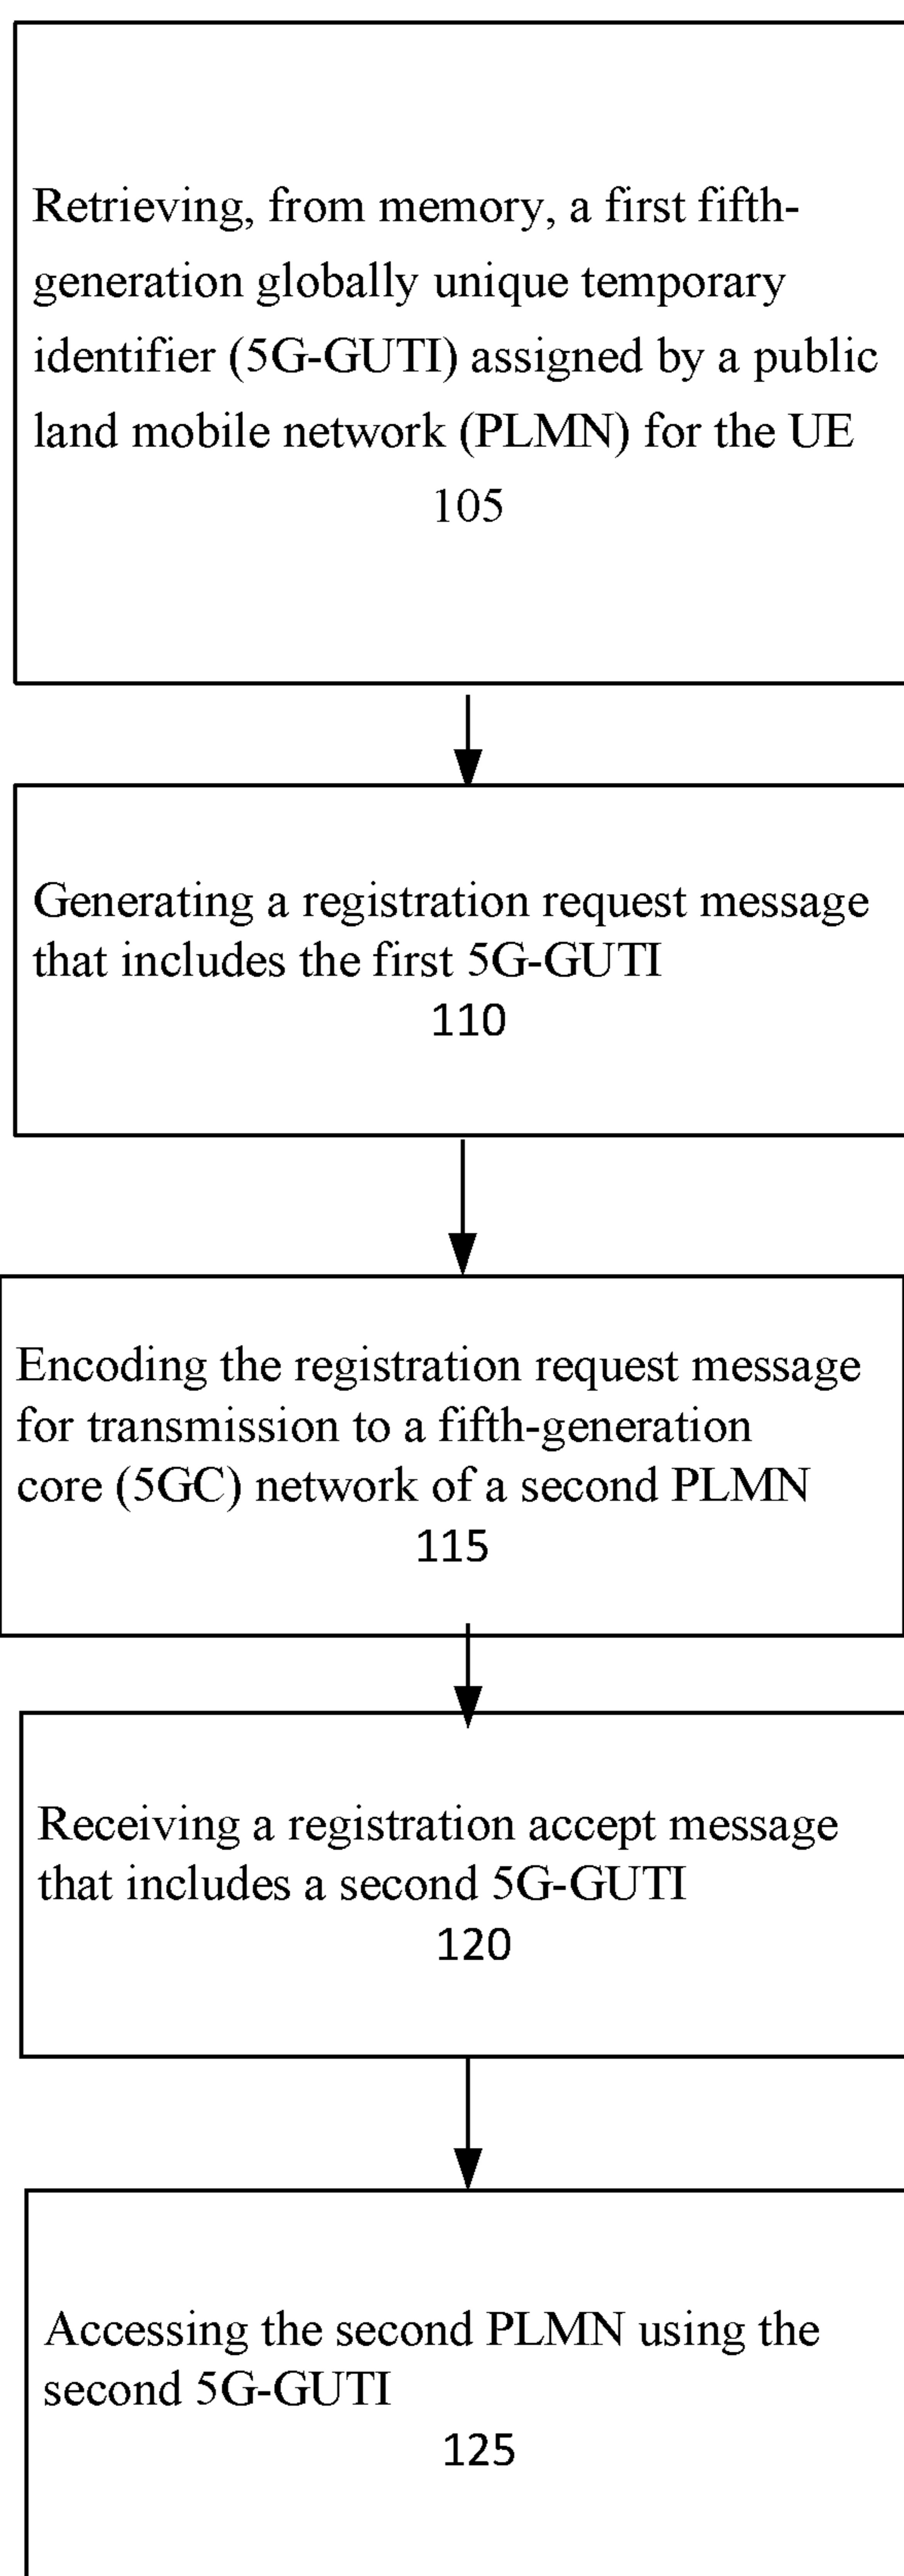 Retrieving, from memory, a first fifth-
generation globally unique temporary
identifier (5G-GUTI) assigned by a public
land mobile network (PLMN) for the UE
105
Generating a registration request message
that includes the first 5G-GUTI
110
Encoding the registration request message
for transmission to a fifth-generation
core (5GC) network of a second PLMN
115
Receiving a registration accept message
that includes a second 5G-GUTI
120
Accessing the second PLMN using the
second 5G-GUTI
125